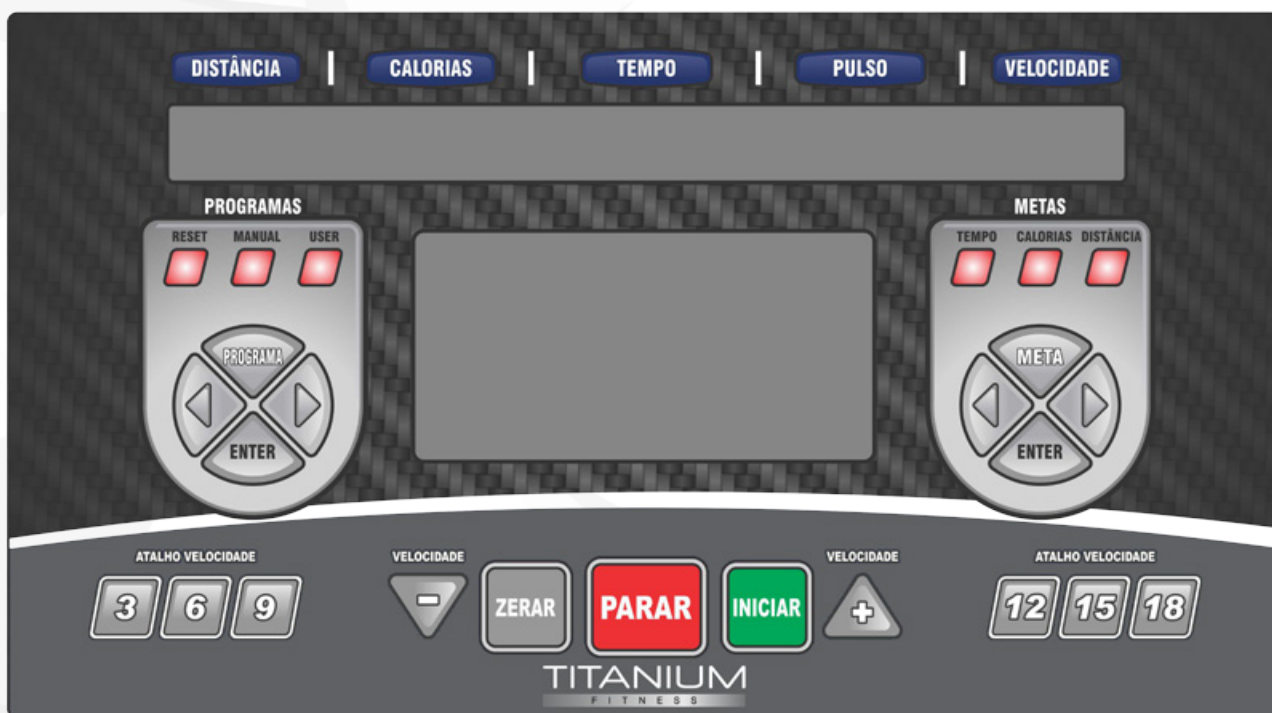 DISTÂNCIA | CALORIAS | TEMPO | PULSO | VELOCIDADE
PROGRAMAS
RESET MANUAL USER
PROGRAMA
ENTER
METAS
TEMPO CALORIAS DISTÂNCIA
META
ENTER
ATALHO VELOCIDADE
3 6 9
VELOCIDADE
-
ZERAR
PARAR
INICIAR
VELOCIDADE
+
ATALHO VELOCIDADE
12 15 18
TITANIUM
FITNESS